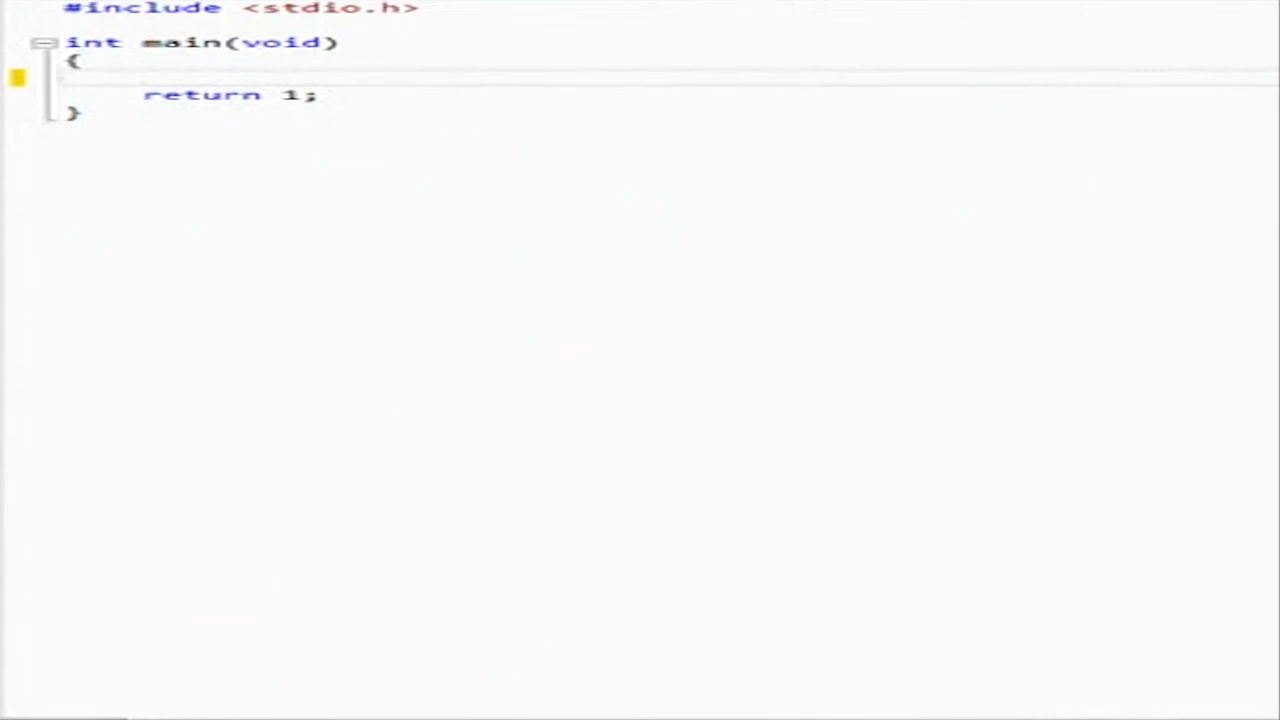 #include <stdio.h>
int main(void)
{
return 1;
}